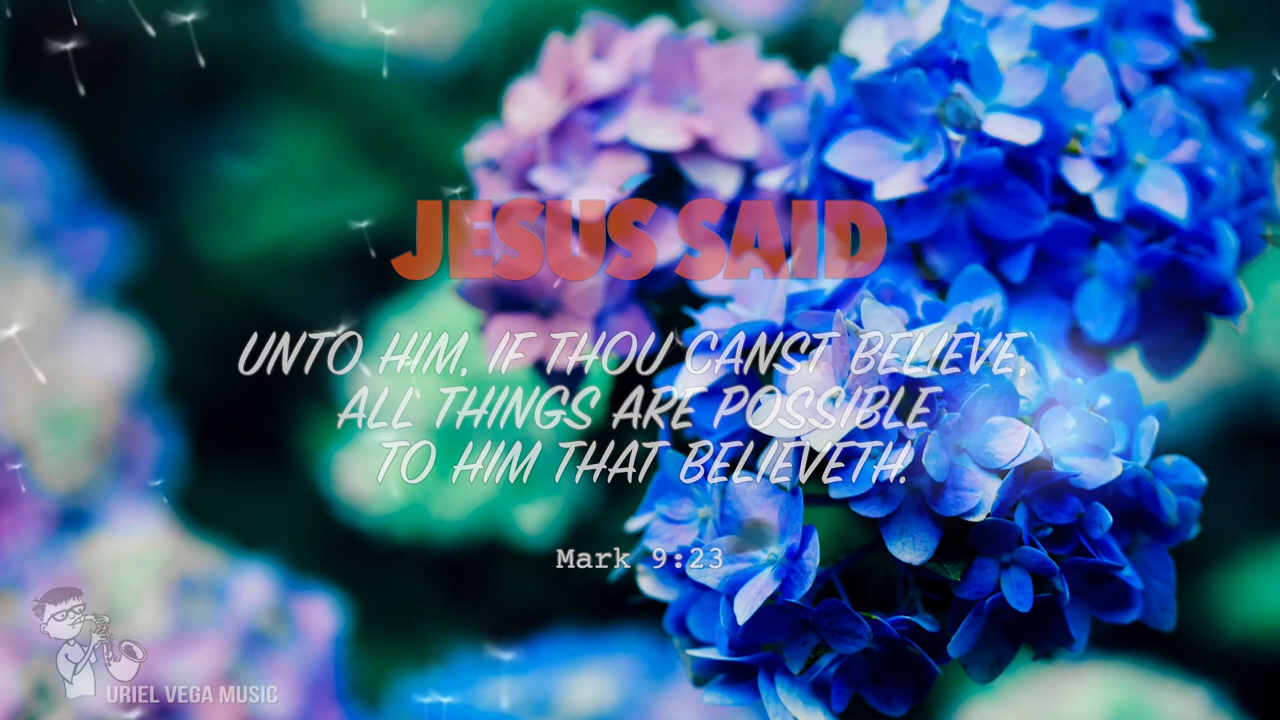 JESUS SAID
UNTO HIM, IF THOU CANST BELIEVE,
ALL THINGS ARE POSSIBLE
TO HIM THAT BELIEVETH.
Mark 9:23
URIEL VEGA MUSIC